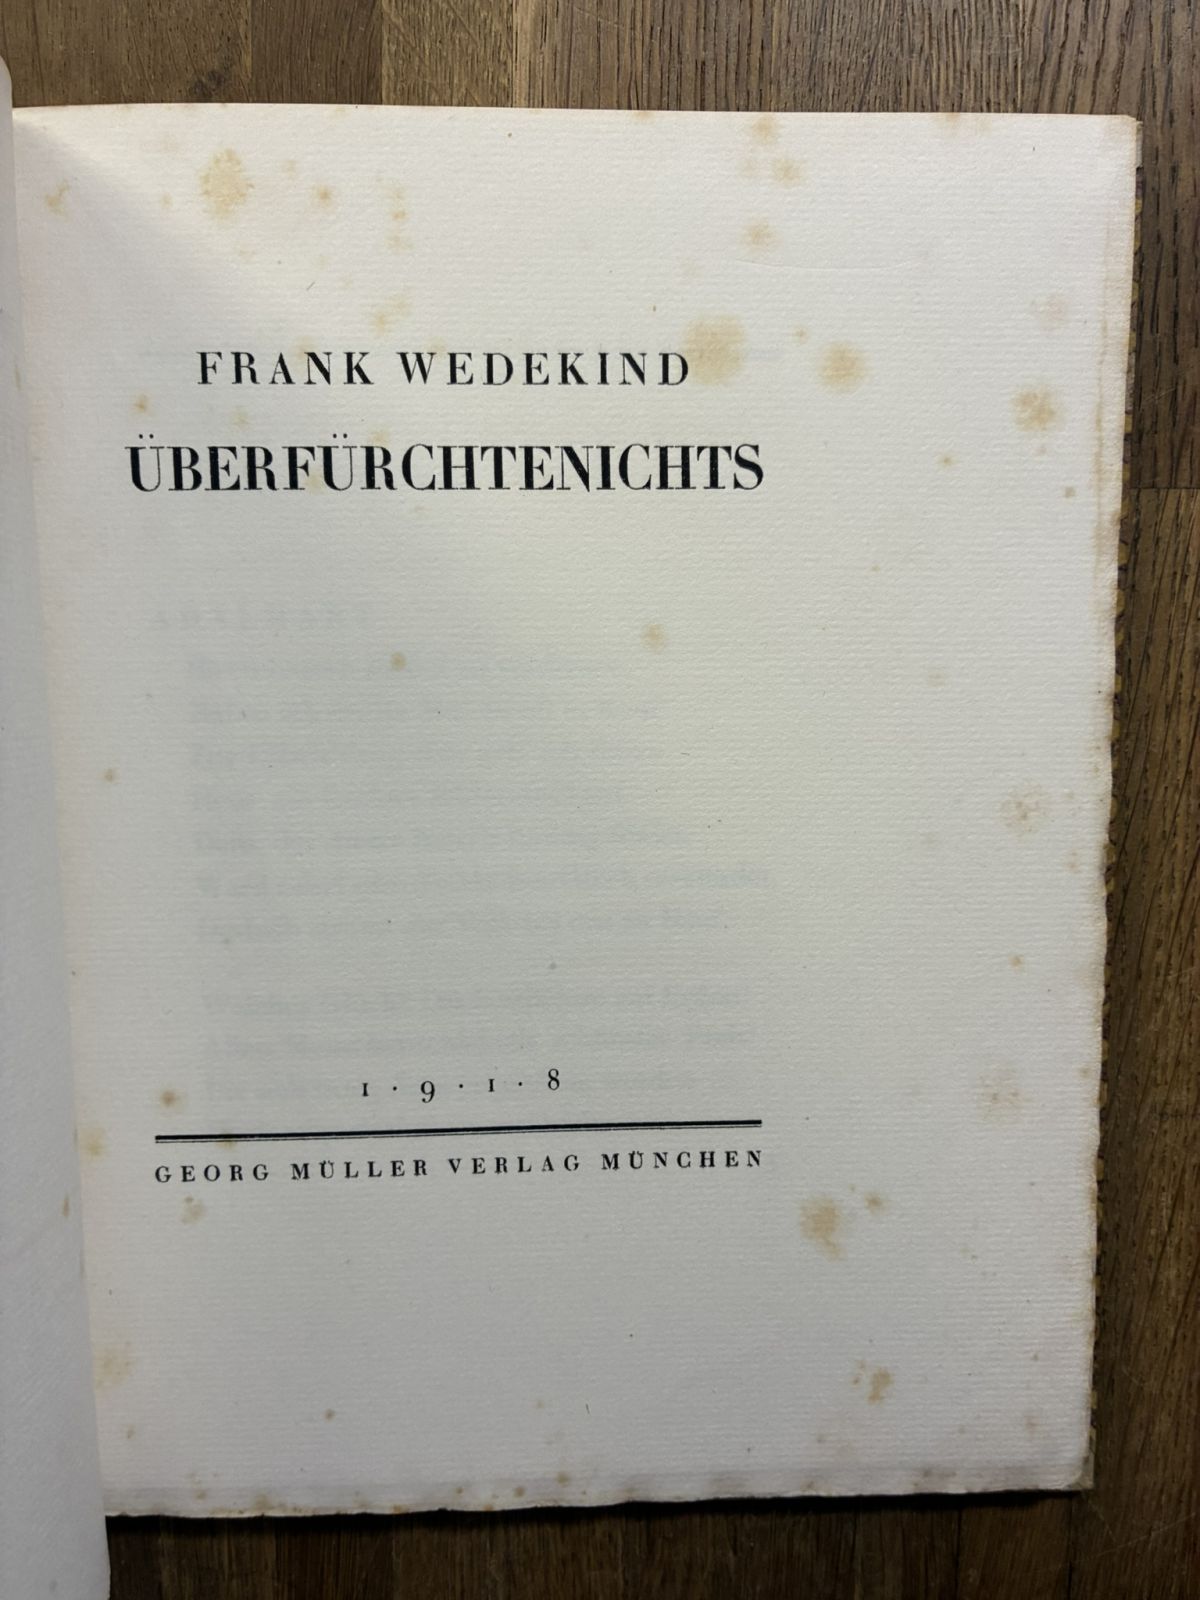 FRANK WEDEKIND
ÜBERFÜRCHTENICHTS
1 · 9 · 1 · 8
GEORG MÜLLER VERLAG MÜNCHEN